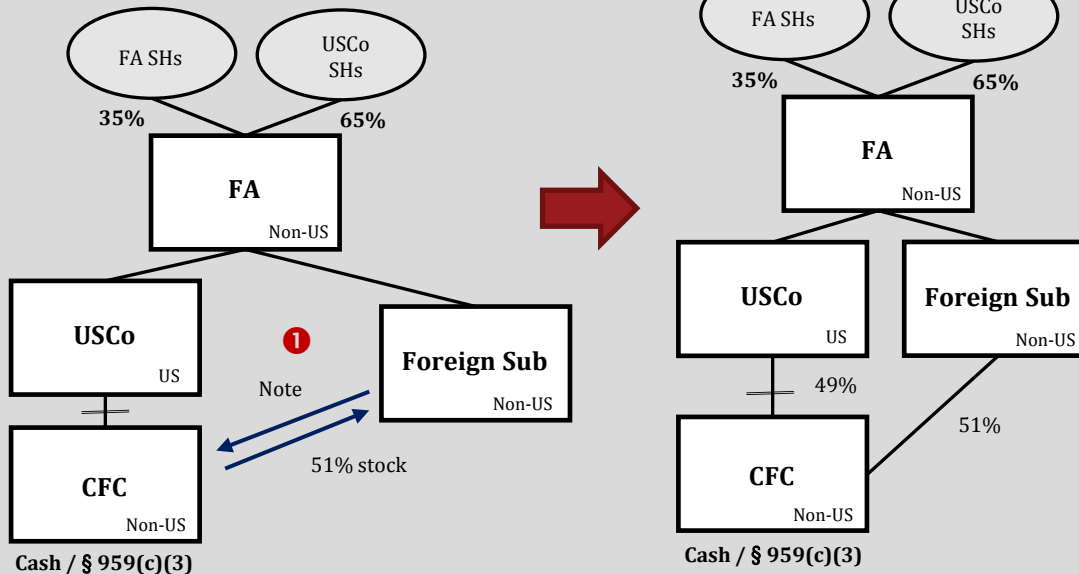 FA SHs
USCo
SHs
35%
65%
FA
Non-US
USCo
US
1
Note
Foreign Sub
Non-US
51% stock
CFC
Non-US
Cash / § 959(c)(3)
FA SHs
USCo
SHs
35%
65%
FA
Non-US
USCo
US
Foreign Sub
Non-US
49%
51%
CFC
Non-US
Cash / § 959(c)(3)